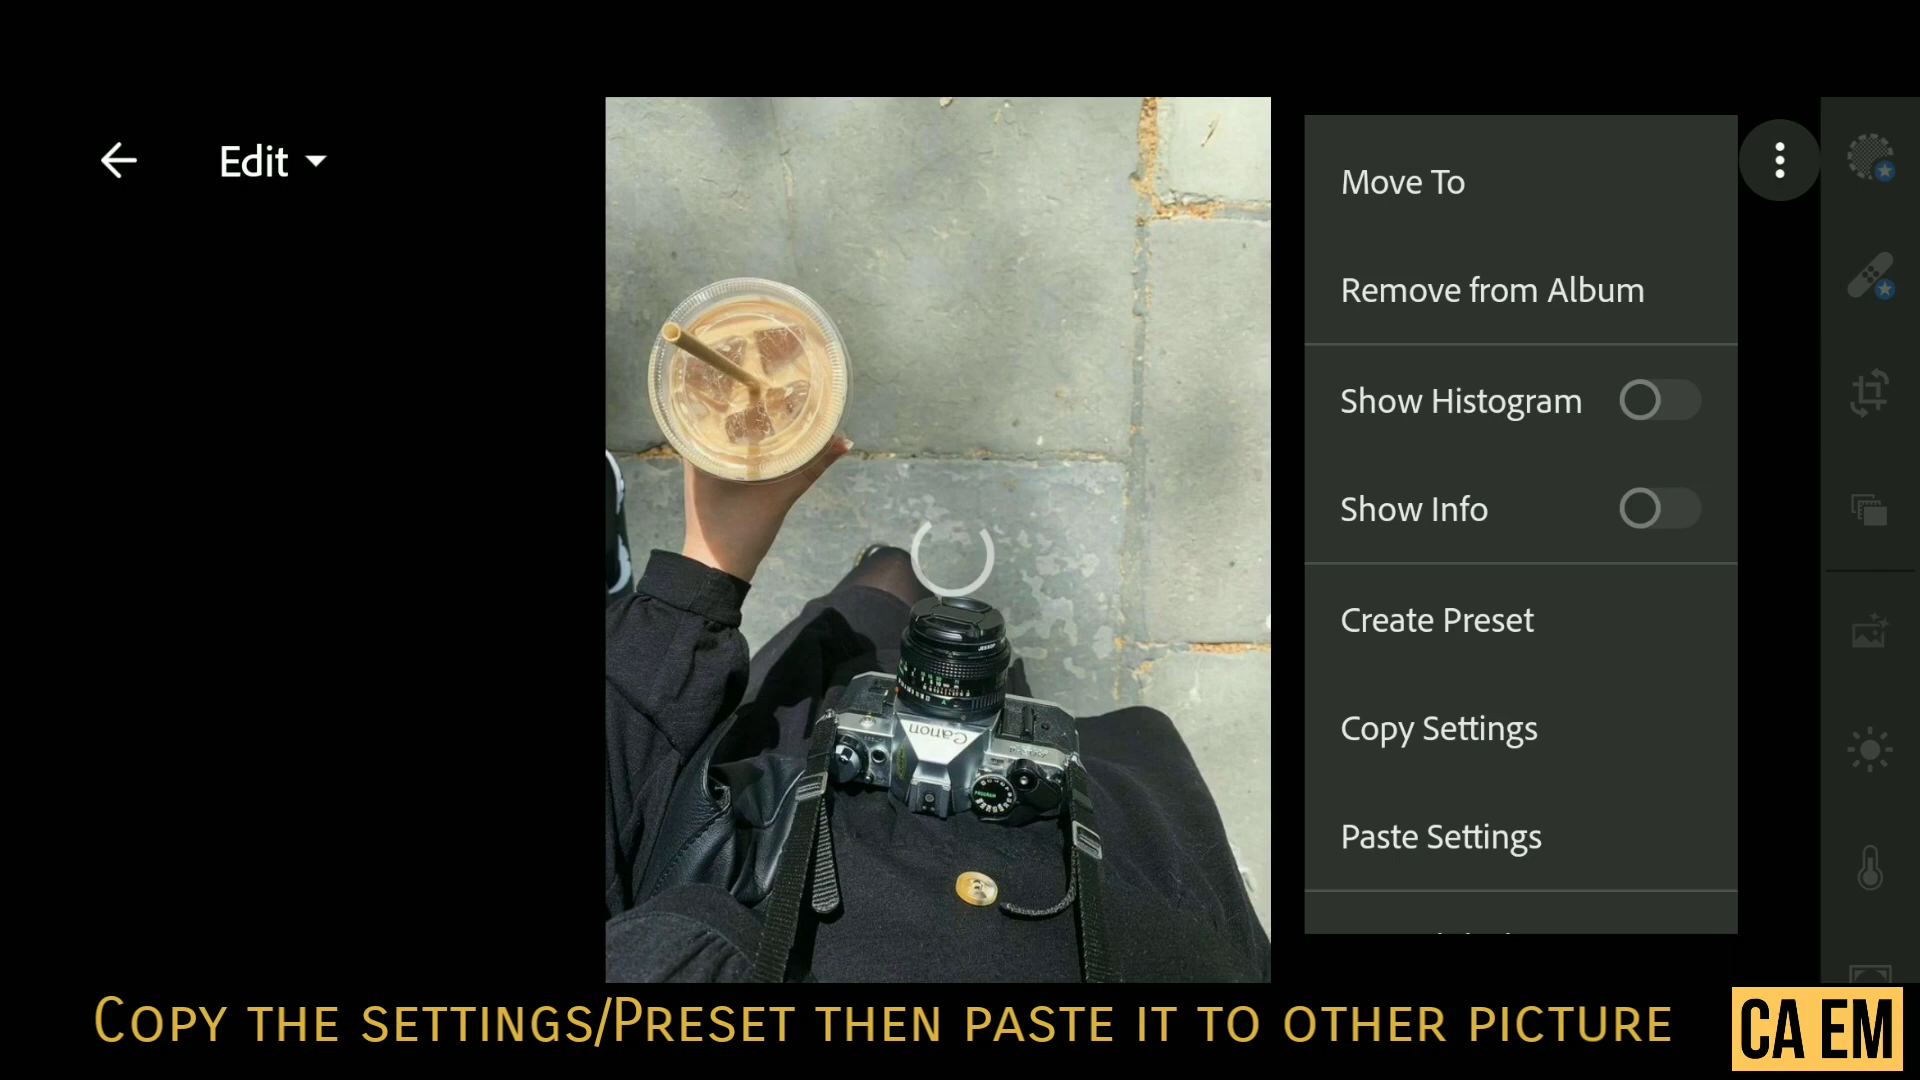 Edit
Move To
Remove from Album
Show Histogram
Show Info
Create Preset
Copy Settings
Paste Settings
Canon
PROGRAM
Copy the settings/Preset then paste it to other picture
CA EM